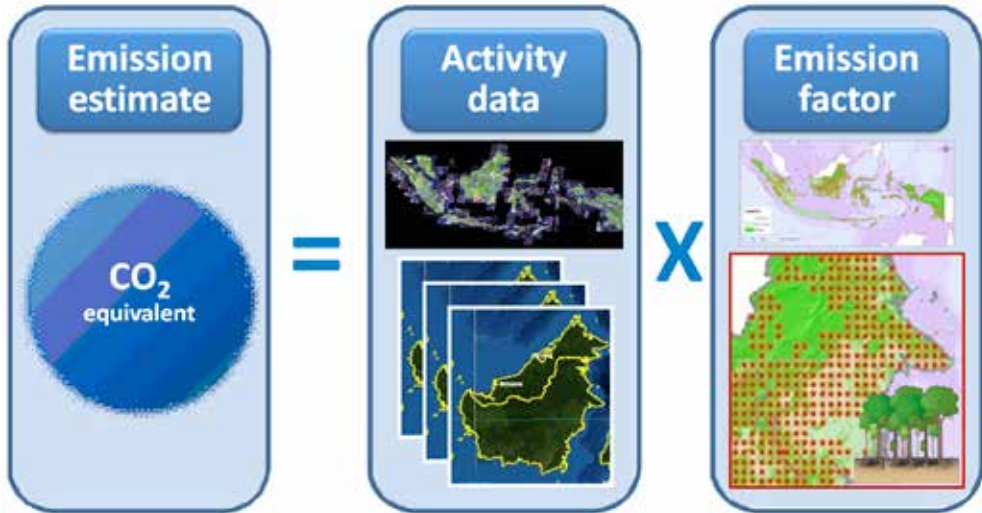 Emission
estimate
CO₂
equivalent
=
Activity
data
X
Emission
factor